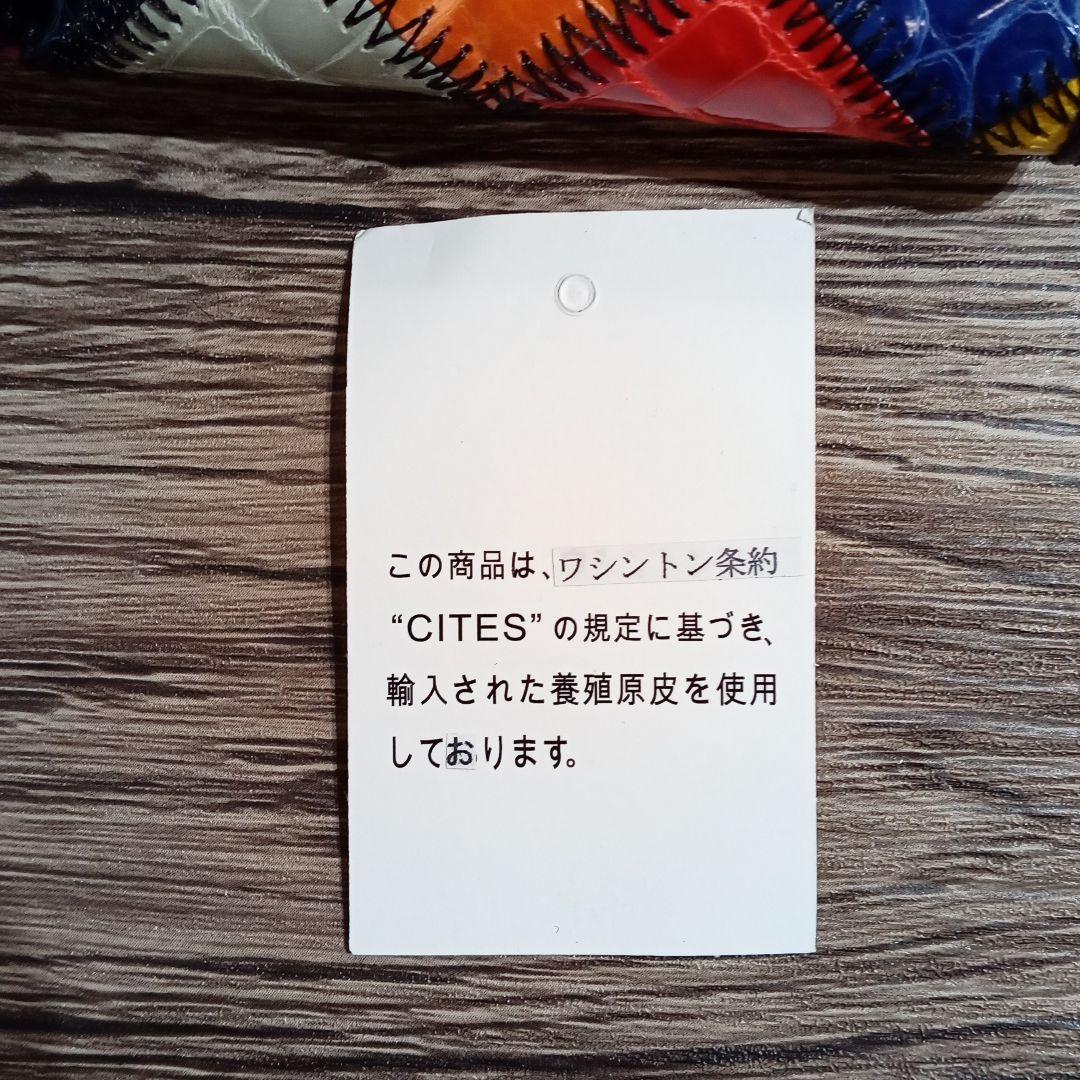 この商品は、ワシントン条約
“CITES”の規定に基づき、
輸入された養殖原皮を使用
しております。